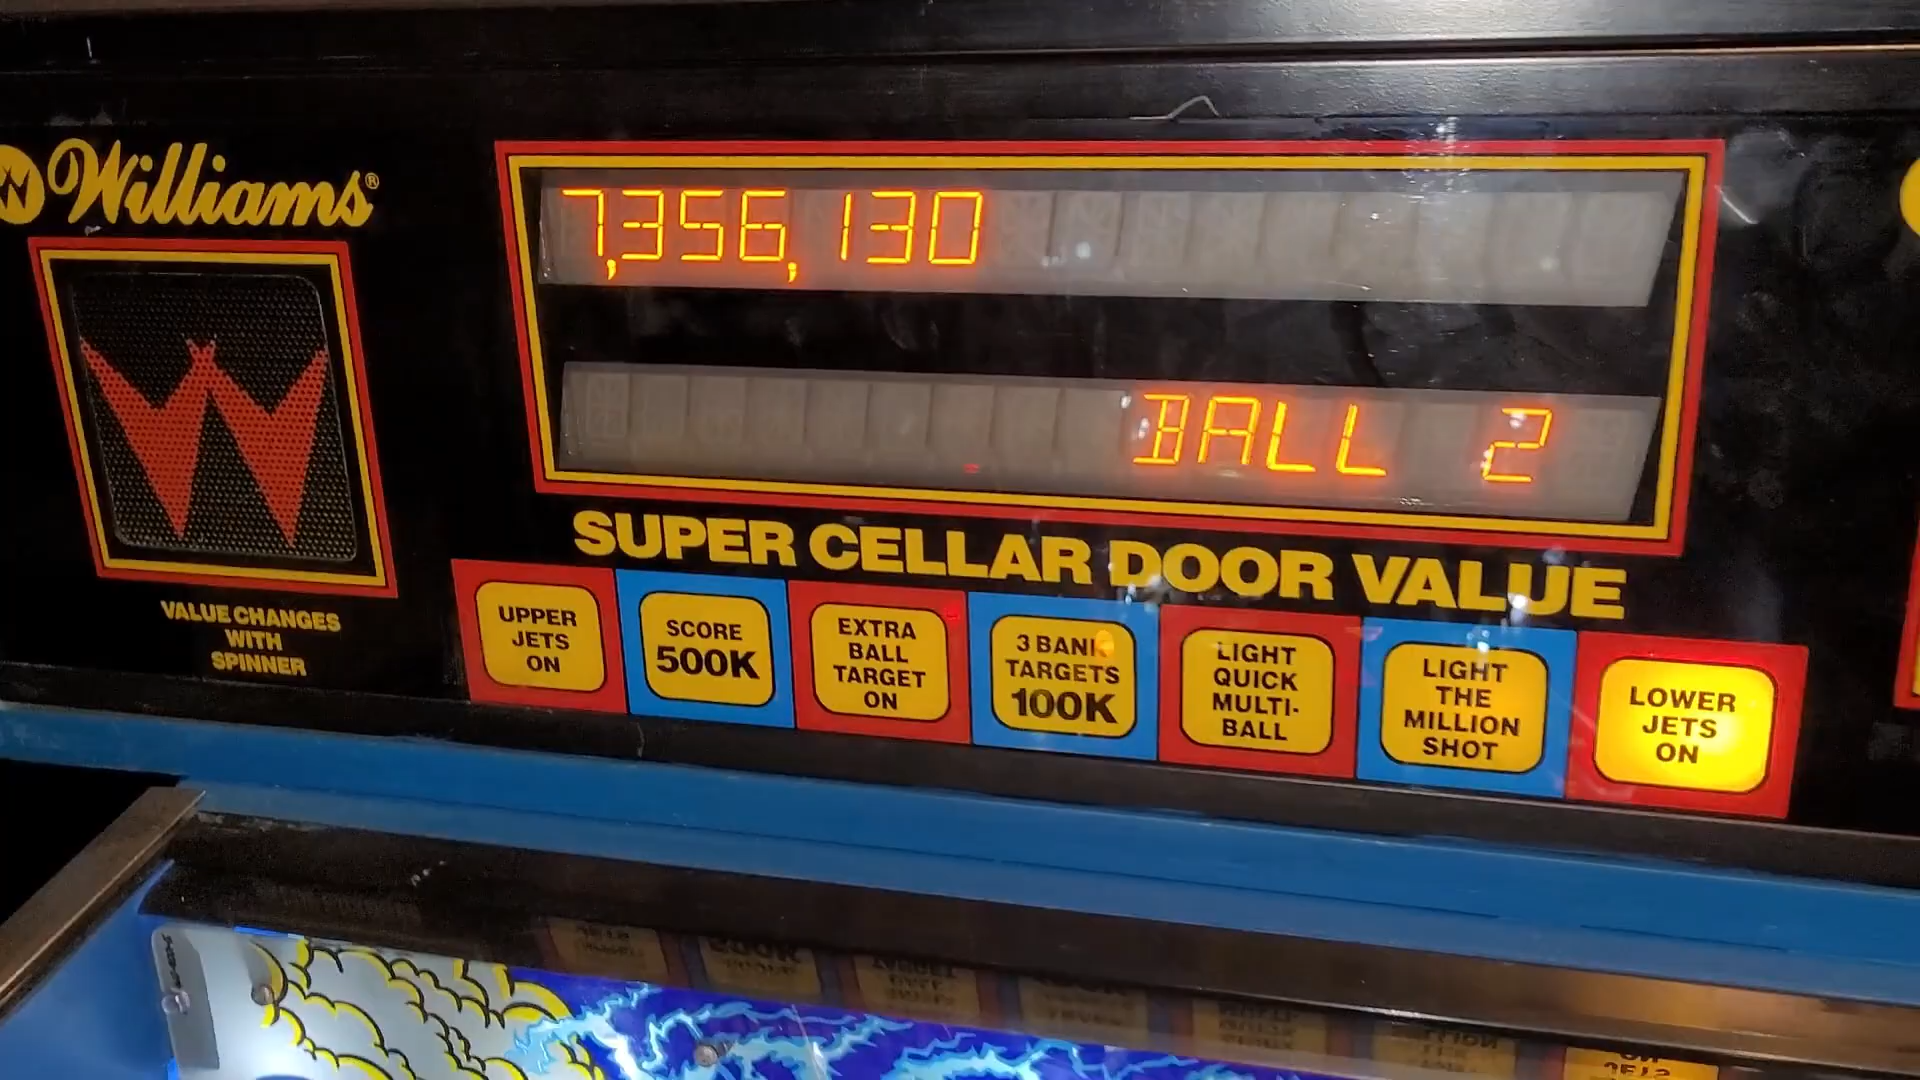 Williams®
7,356,130
BALL 2
SUPER CELLAR DOOR VALUE
VALUE CHANGES
WITH
SPINNER
UPPER
JETS
ON
SCORE
500K
EXTRA
BALL
TARGET
ON
3 BANK
TARGETS
100K
LIGHT
QUICK
MULTI-
BALL
LIGHT
THE
MILLION
SHOT
LOWER
JETS
ON